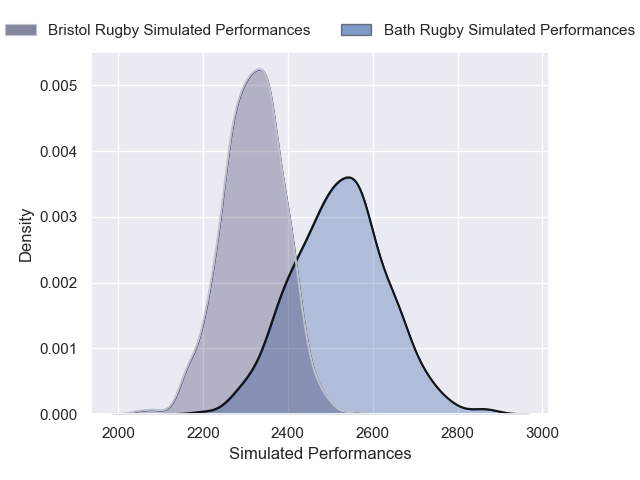 Bristol Rugby Simulated Performances Bath Rugby Simulated Performances
0.005
0.004
0.003
0.002
0.001
0.000
Density
2000 2200 2400 2600 2800 3000
Simulated Performances